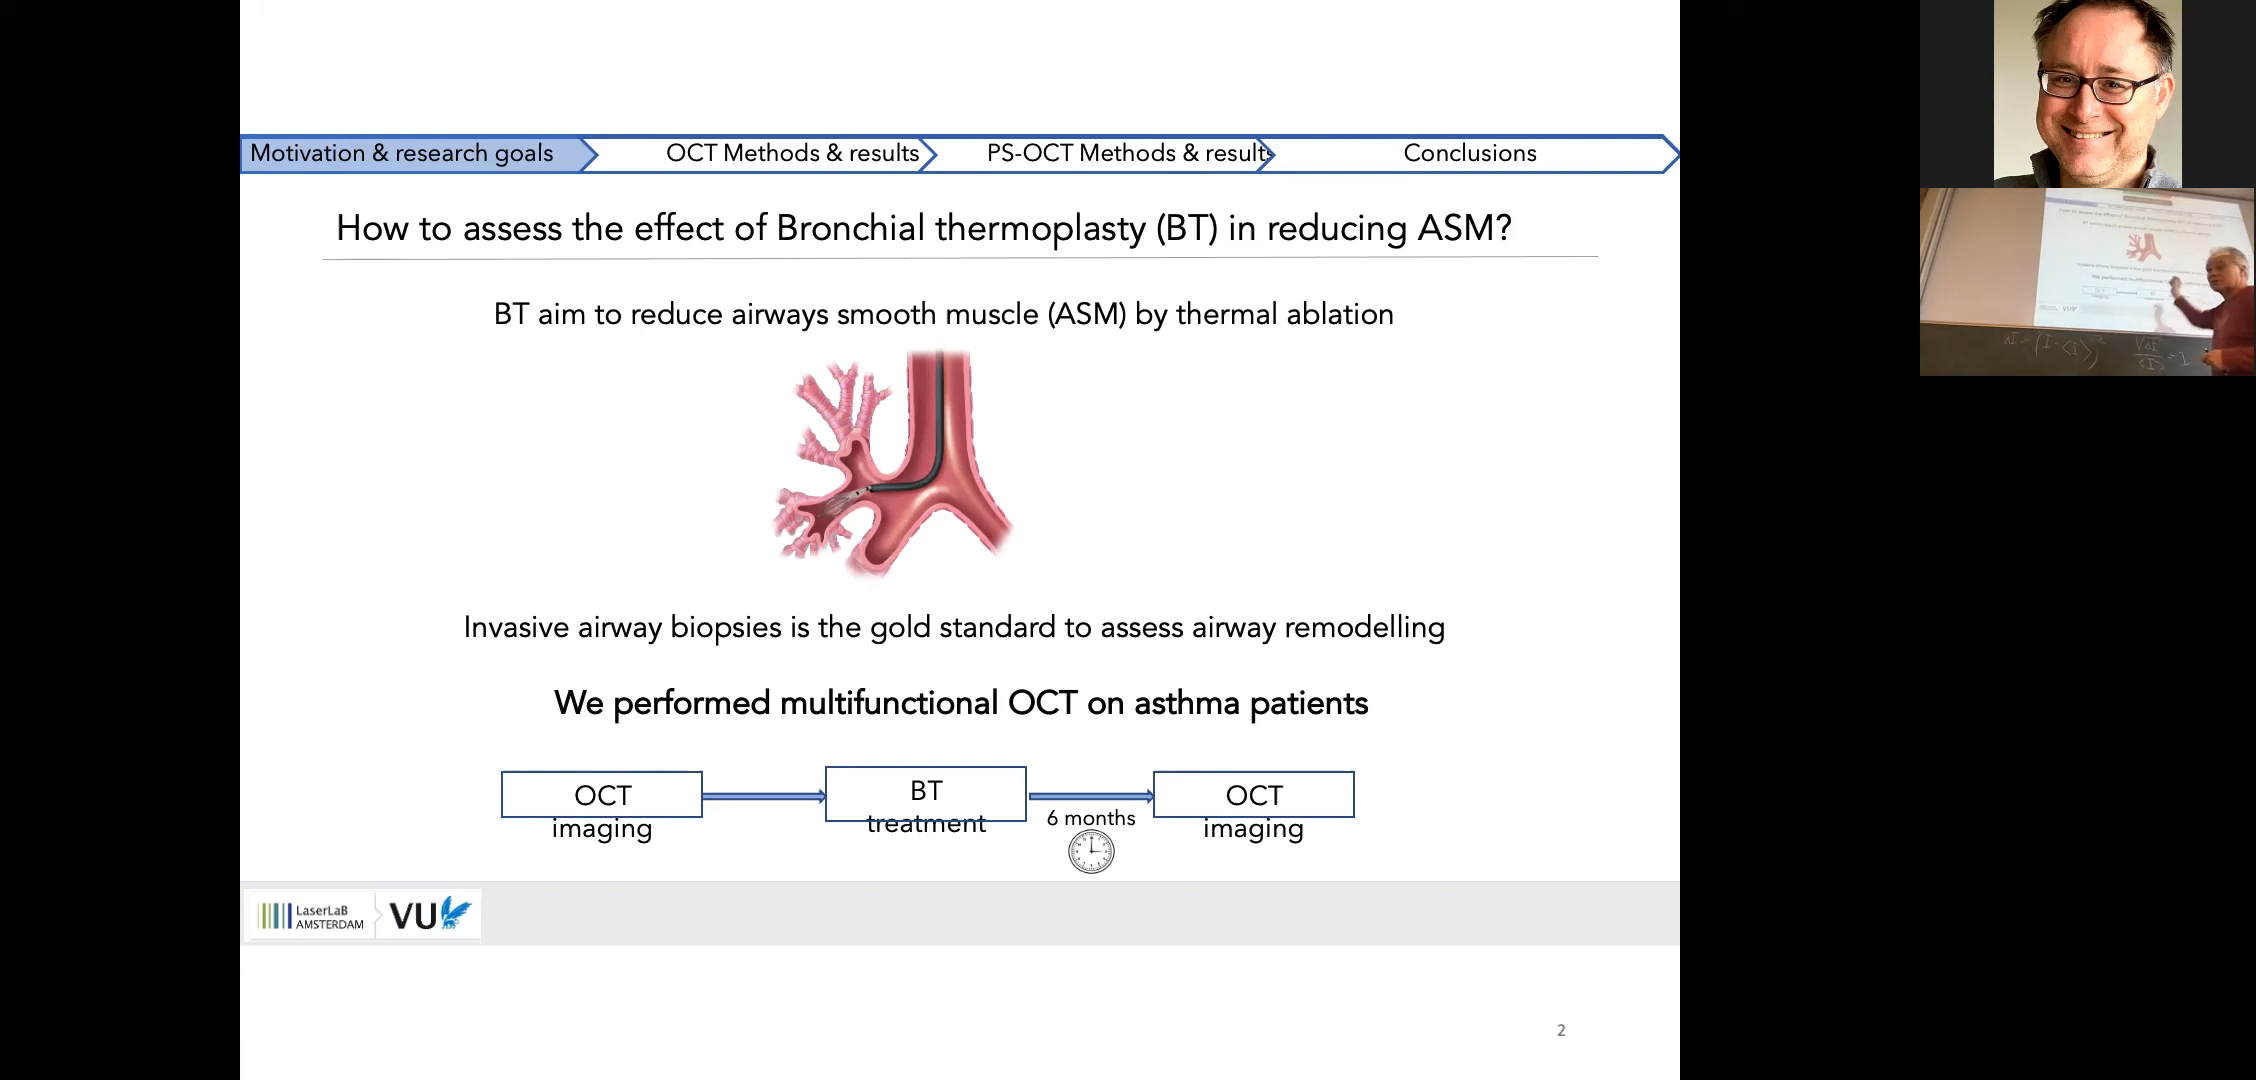 Motivation & research goals
OCT Methods & results
PS-OCT Methods & results
Conclusions
How to assess the effect of Bronchial thermoplasty (BT) in reducing ASM?
BT aim to reduce airways smooth muscle (ASM) by thermal ablation
Invasive airway biopsies is the gold standard to assess airway remodelling
We performed multifunctional OCT on asthma patients
OCT
imaging
BT
treatment
6 months
OCT
imaging
LaserLaB
AMSTERDAM
VU
2